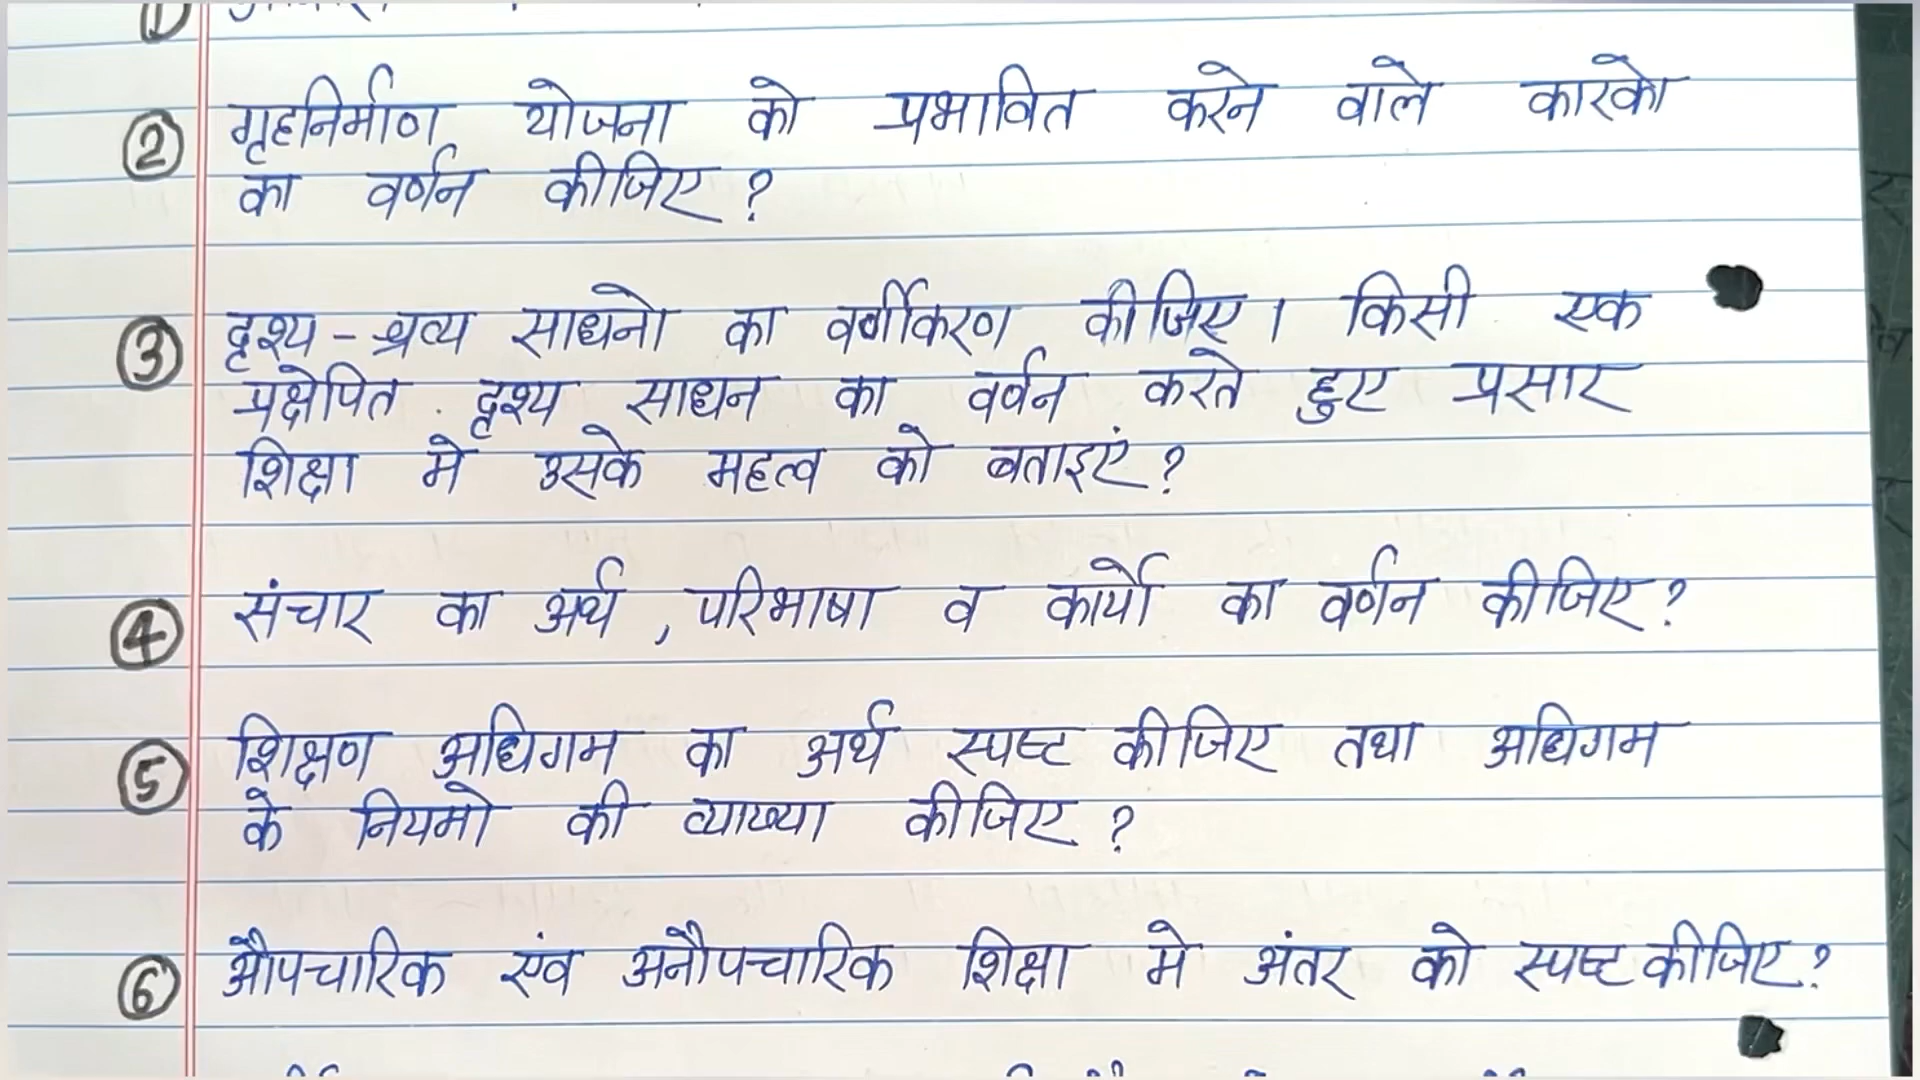 ①
② गृहनिर्माण योजना को प्रभावित करने वाले कारको
का वर्णन कीजिए ?
③ दृश्य - श्रव्य साधनो का वर्गीकरण कीजिए । किसी एक
प्रक्षेपित दृश्य साधन का वर्वन करते हुए प्रसार
शिक्षा मे उसके महत्व को बताइएं ?
④ संचार का अर्थ , परिभाषा व कार्यो का वर्णन कीजिए ?
⑤ शिक्षण अधिगम का अर्थ स्पष्ट कीजिए तथा अधिगम
के नियमो की व्याख्या कीजिए ?
⑥ औपचारिक एंव अनौपचारिक शिक्षा मे अंतर को स्पष्ट कीजिए ?